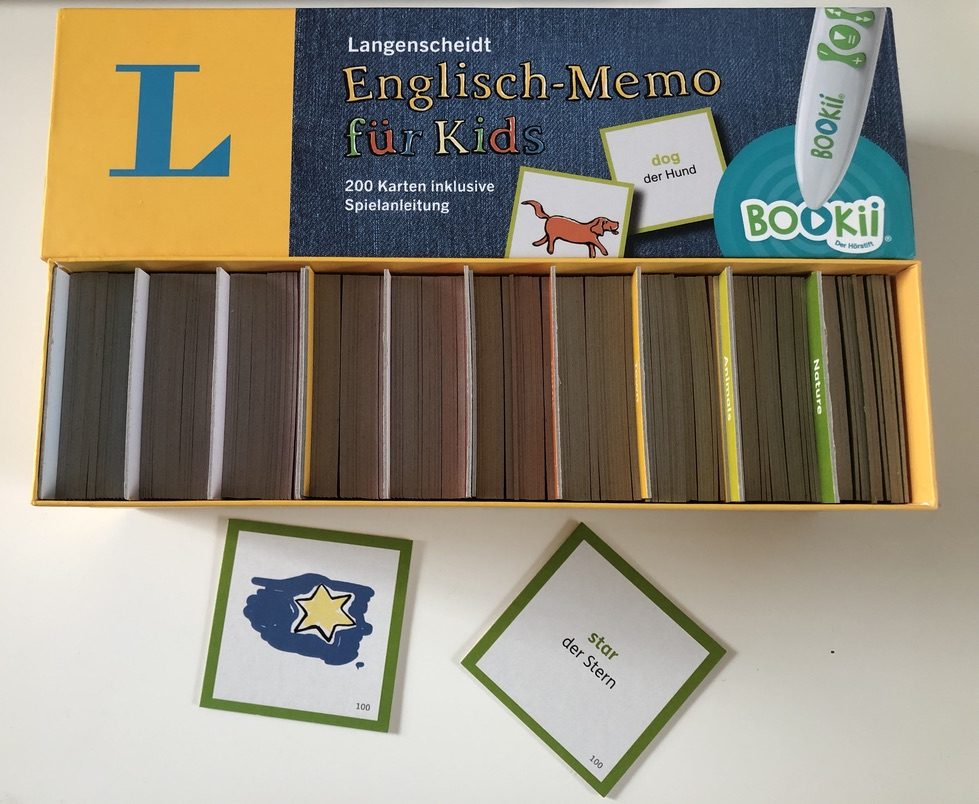 L
Langenscheidt
Englisch-Memo
für Kids
200 Karten inklusive
Spielanleitung
dog
der Hund
BOOKii®
BOOKii®
Der Hörstift
Animals
Nature
100
star
der Stern
100